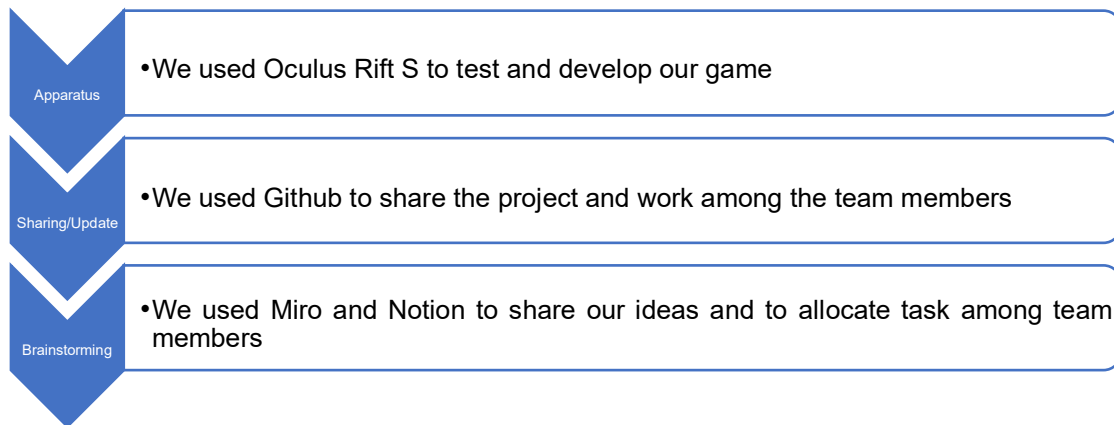 Apparatus
•We used Oculus Rift S to test and develop our game
Sharing/Update
•We used Github to share the project and work among the team members
Brainstorming
•We used Miro and Notion to share our ideas and to allocate task among team
members